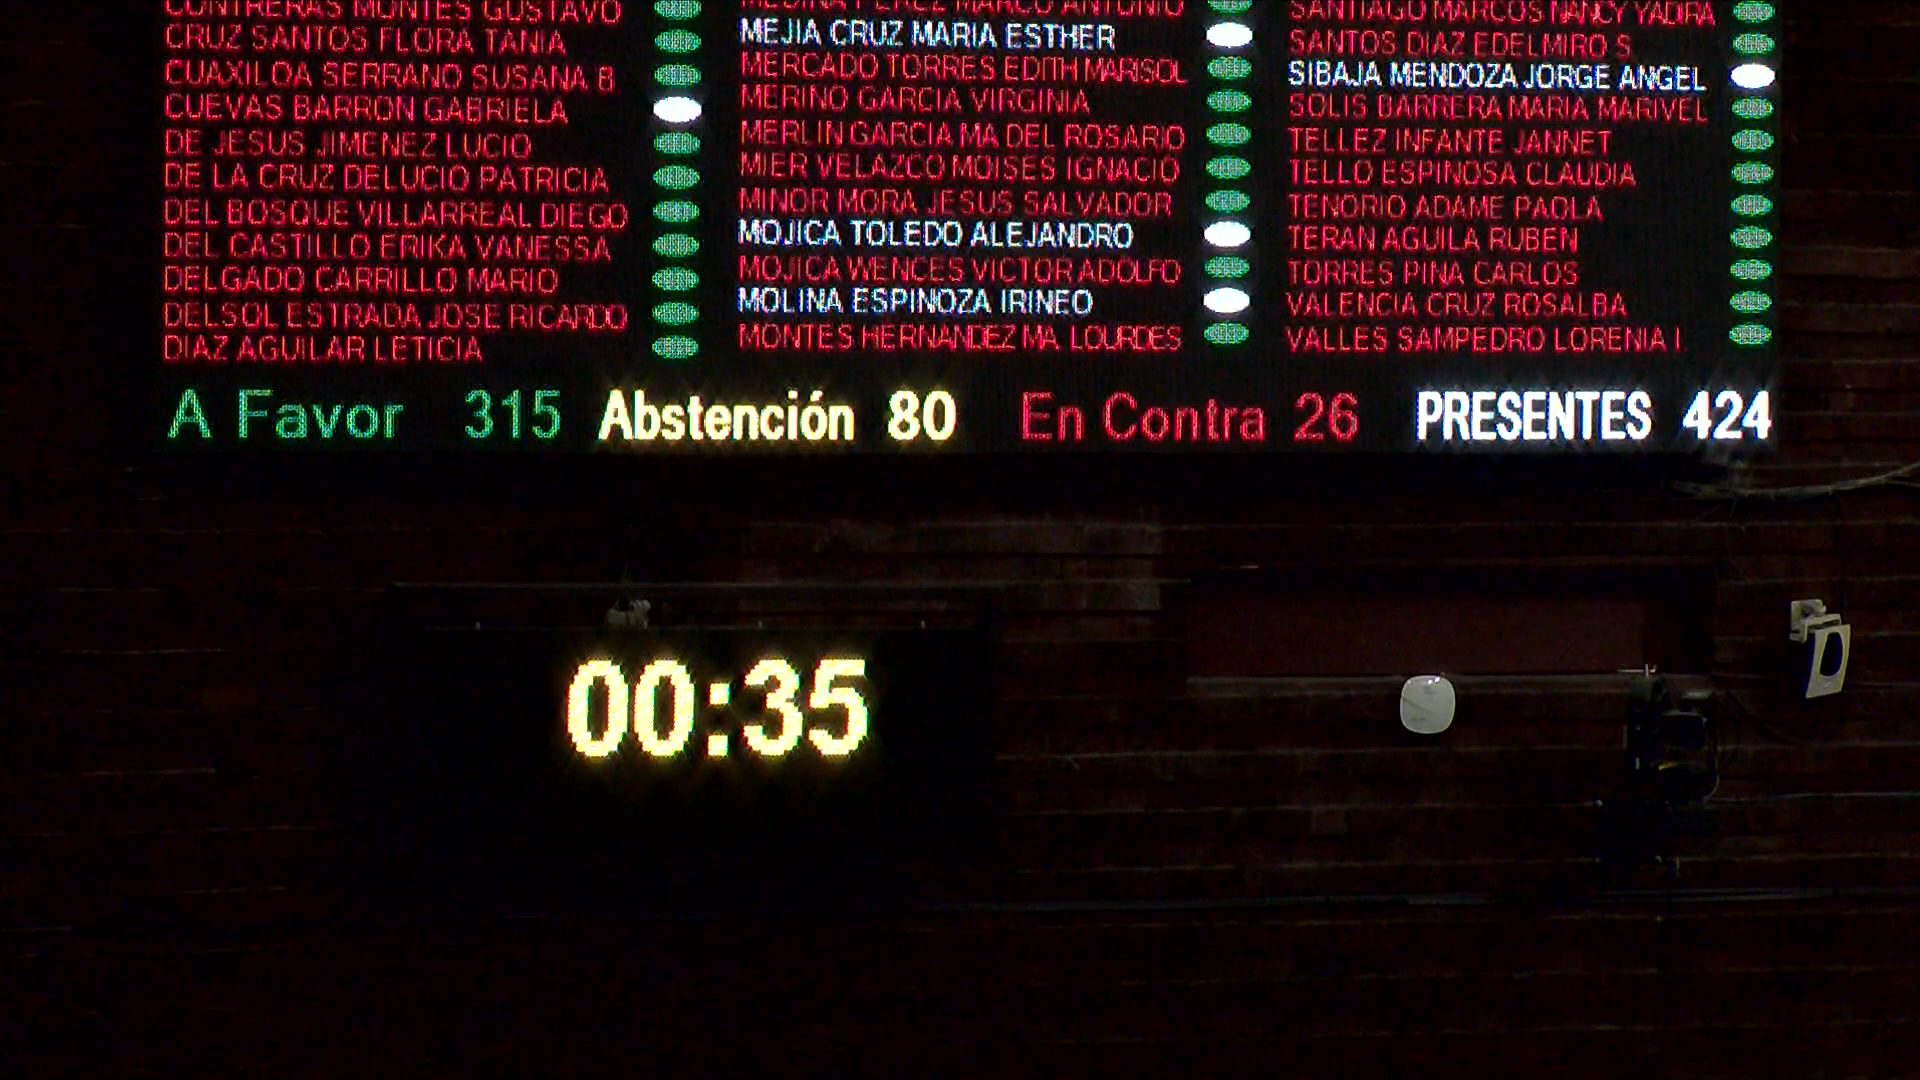 CONTRERAS MONTES GUSTAVO
CRUZ SANTOS FLORA TANIA
CUAXILOA SERRANO SUSANA B
CUEVAS BARRON GABRIELA
DE JESUS JIMENEZ LUCIO
DE LA CRUZ DELUCIO PATRICIA
DEL BOSQUE VILLARREAL DIEGO
DEL CASTILLO ERIKA VANESSA
DELGADO CARRILLO MARIO
DELSOL ESTRADA JOSE RICARDO
DIAZ AGUILAR LETICIA
MEDINA PEREZ MARCO ANTONIO
MEJIA CRUZ MARIA ESTHER
MERCADO TORRES EDITH MARISOL
MERINO GARCIA VIRGINIA
MERLIN GARCIA MA DEL ROSARIO
MIER VELAZCO MOISES IGNACIO
MINOR MORA JESUS SALVADOR
MOJICA TOLEDO ALEJANDRO
MOJICA WENCES VICTOR ADOLFO
MOLINA ESPINOZA IRINEO
MONTES HERNANDEZ MA. LOURDES
SANTIAGO MARCOS NANCY YADIRA
SANTOS DIAZ EDELMIRO S.
SIBAJA MENDOZA JORGE ANGEL
SOLIS BARRERA MARIA MARIVEL
TELLEZ INFANTE JANNET
TELLO ESPINOSA CLAUDIA
TENORIO ADAME PAOLA
TERAN AGUILA RUBEN
TORRES PIÑA CARLOS
VALENCIA CRUZ ROSALBA
VALLES SAMPEDRO LORENIA I.
A Favor 315 Abstención 80 En Contra 26 PRESENTES 424
00:35